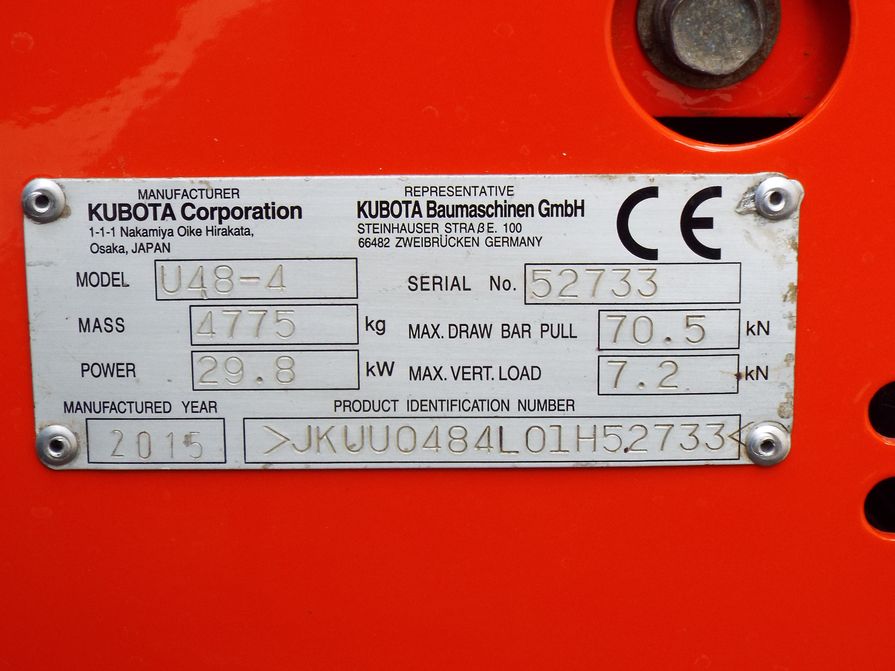 MANUFACTURER
KUBOTA Corporation
1-1-1 Nakamiya Oike Hirakata,
Osaka, JAPAN
REPRESENTATIVE
KUBOTA Baumaschinen GmbH
STEINHAUSER STRAßE. 100
66482 ZWEIBRÜCKEN GERMANY
CE
MODEL U48-4 SERIAL No. 52733
MASS 4775 kg MAX. DRAW BAR PULL 70.5 kN
POWER 29.8 kW MAX. VERT. LOAD 7.2 kN
MANUFACTURED YEAR PRODUCT IDENTIFICATION NUMBER
2015 >JKUU0484L01H52733<